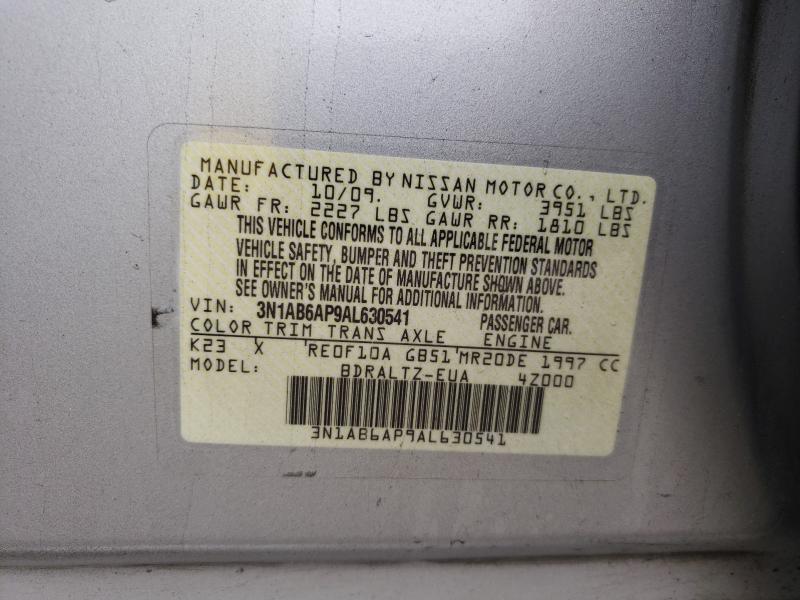 MANUFACTURED BY NISSAN MOTOR CO., LTD.
DATE: 10/09. GVWR: 3951 LBS
GAWR FR: 2227 LBS GAWR RR: 1810 LBS
THIS VEHICLE CONFORMS TO ALL APPLICABLE FEDERAL MOTOR
VEHICLE SAFETY, BUMPER AND THEFT PREVENTION STANDARDS
IN EFFECT ON THE DATE OF MANUFACTURE SHOWN ABOVE.
SEE OWNER'S MANUAL FOR ADDITIONAL INFORMATION.
VIN: 3N1AB6AP9AL630541 PASSENGER CAR.
COLOR TRIM TRANS AXLE ENGINE
K23 X 'RE0F10A GB51'MR20DE 1997 CC
MODEL: BDRALTZ-EUA 4Z000
3N1AB6AP9AL630541